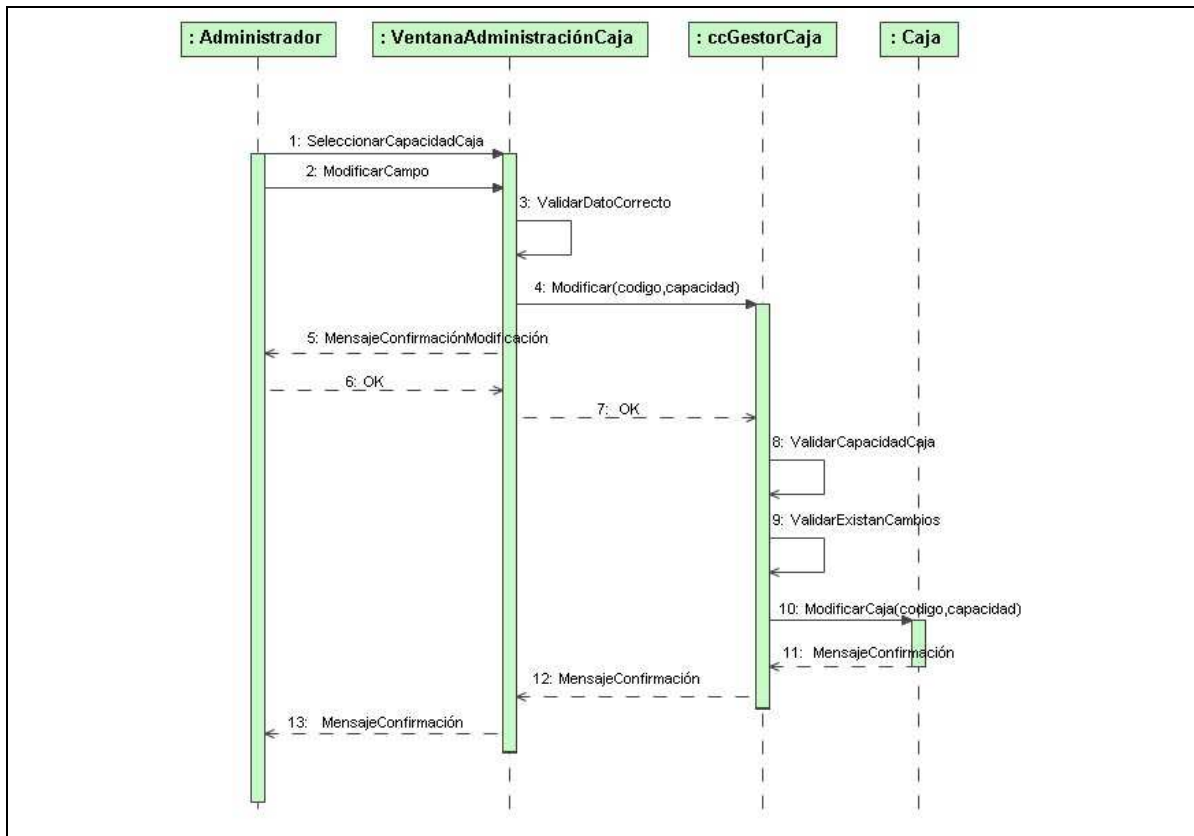 : Administrador
: VentanaAdministraciónCaja
: ccGestorCaja
: Caja
1: SeleccionarCapacidadCaja
2: ModificarCampo
3: ValidarDatoCorrecto
4: Modificar(codigo,capacidad)
5: MensajeConfirmaciónModificación
6: OK
7: OK
8: ValidarCapacidadCaja
9: ValidarExistanCambios
10: ModificarCaja(codigo,capacidad)
11: MensajeConfirmación
12: MensajeConfirmación
13: MensajeConfirmación